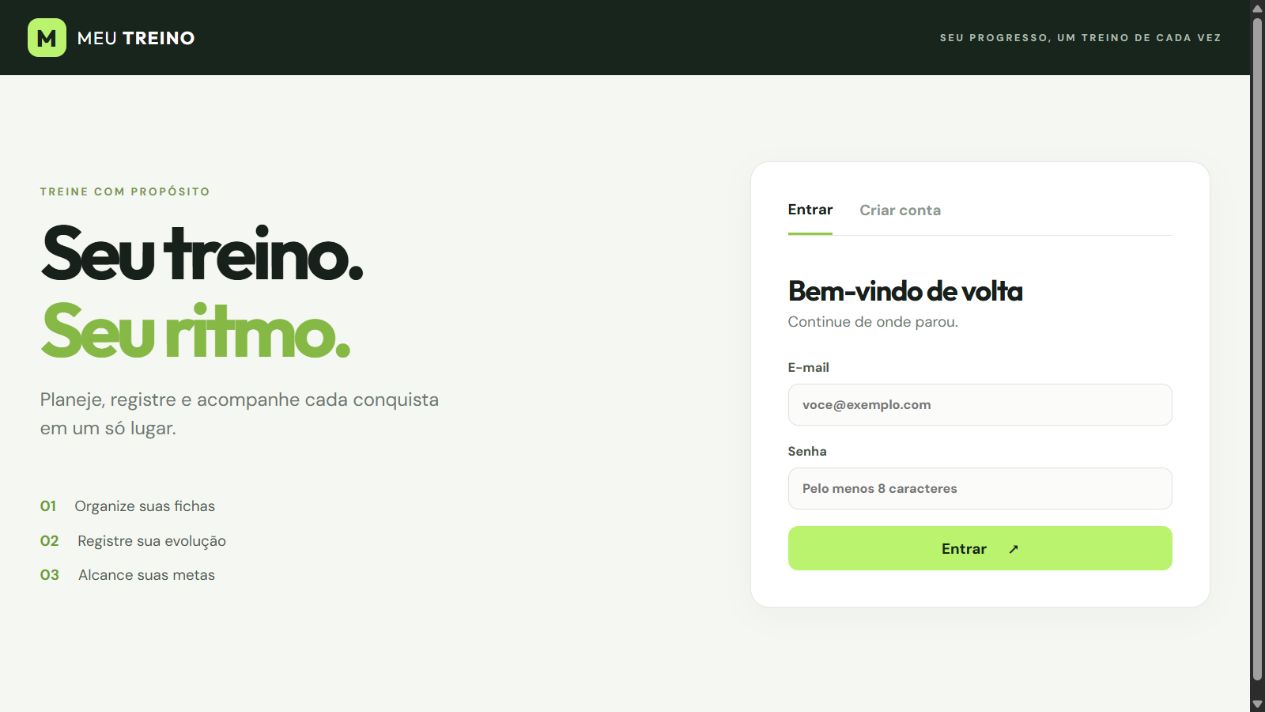 M MEU TREINO
SEU PROGRESSO, UM TREINO DE CADA VEZ
TREINE COM PROPÓSITO
Seu treino.
Seu ritmo.
Planeje, registre e acompanhe cada conquista
em um só lugar.
01 Organize suas fichas
02 Registre sua evolução
03 Alcance suas metas
Entrar Criar conta
Bem-vindo de volta
Continue de onde parou.
E-mail
voce@exemplo.com
Senha
Pelo menos 8 caracteres
Entrar ↗